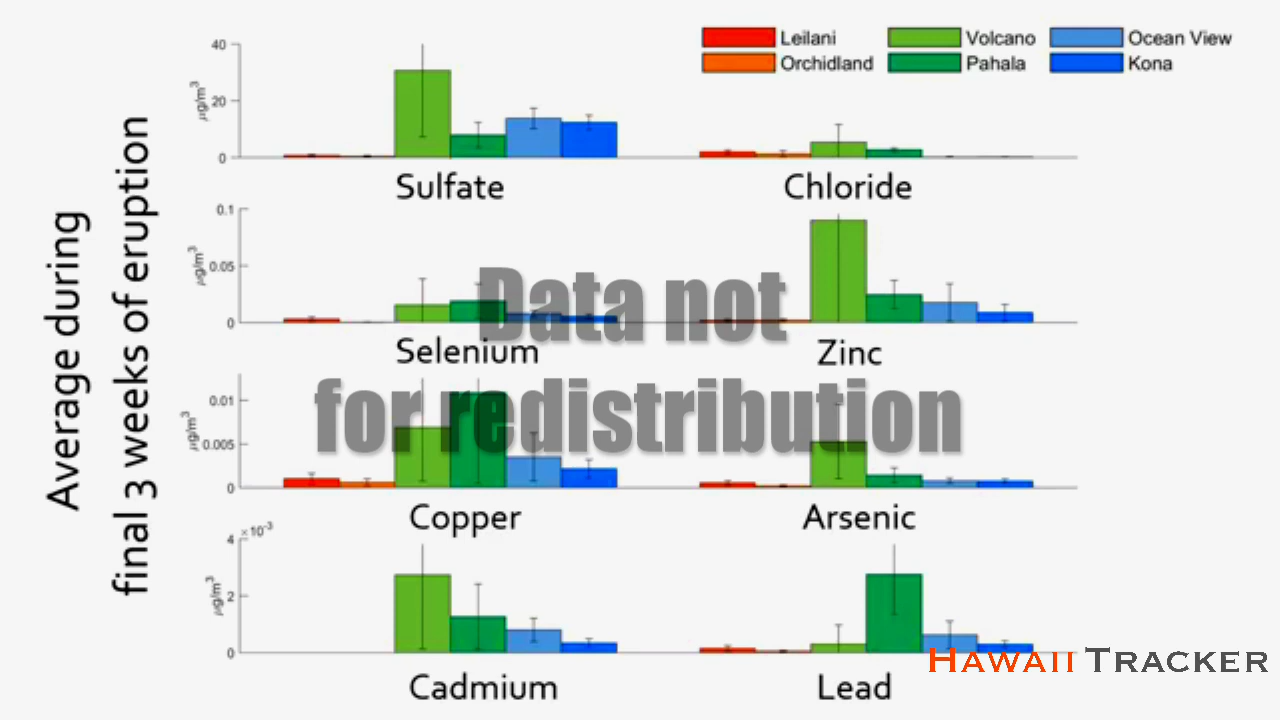 Leilani
Volcano
Ocean View
Orchidland
Pahala
Kona
Average during
final 3 weeks of eruption
40
20
0
μg/m³
Sulfate
Chloride
0.1
0.05
0
μg/m³
Selenium
Zinc
Data not
for redistribution
0.01
0.005
0
μg/m³
Copper
Arsenic
×10⁻³
4
2
0
μg/m³
Cadmium
Lead
HAWAII TRACKER